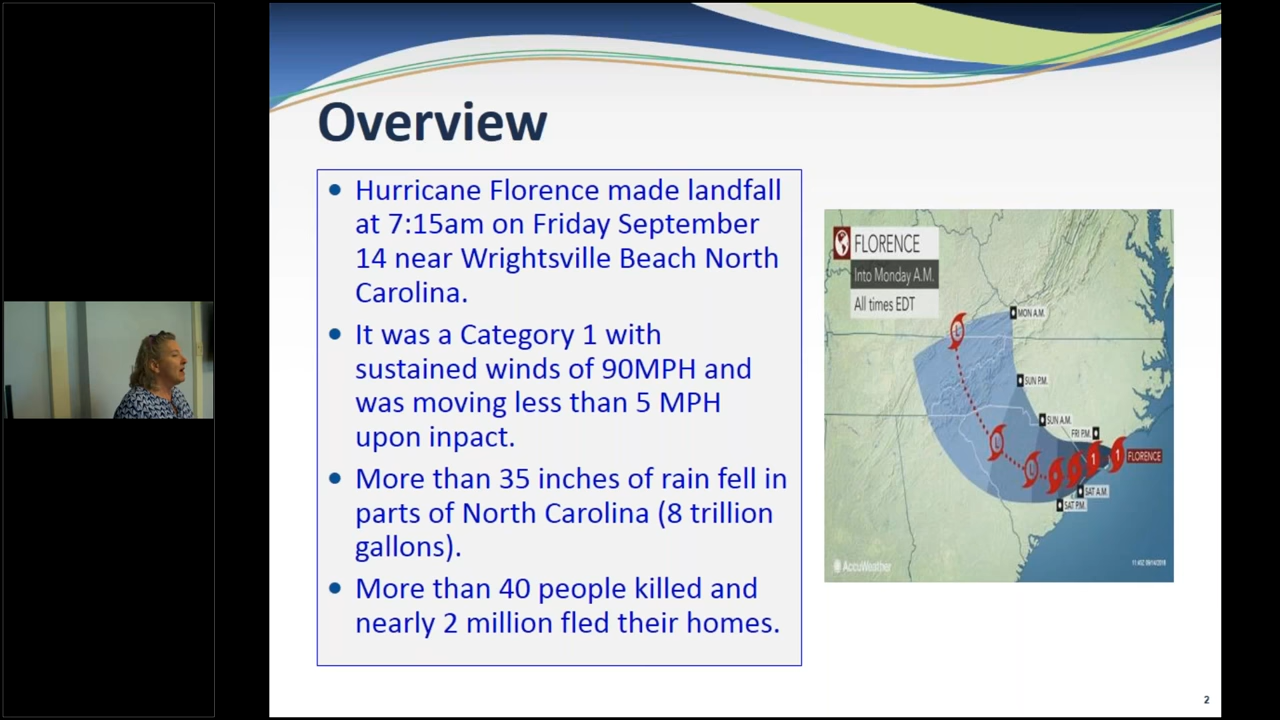 Overview
Hurricane Florence made landfall
at 7:15am on Friday September
14 near Wrightsville Beach North
Carolina.
It was a Category 1 with
sustained winds of 90MPH and
was moving less than 5 MPH
upon inpact.
More than 35 inches of rain fell in
parts of North Carolina (8 trillion
gallons).
More than 40 people killed and
nearly 2 million fled their homes.
FLORENCE
Into Monday A.M.
All times EDT
MON A.M.
L
SUN P.M.
SUN A.M.
FRI P.M.
L
L
1
1
FLORENCE
SAT A.M.
SAT P.M.
AccuWeather
2